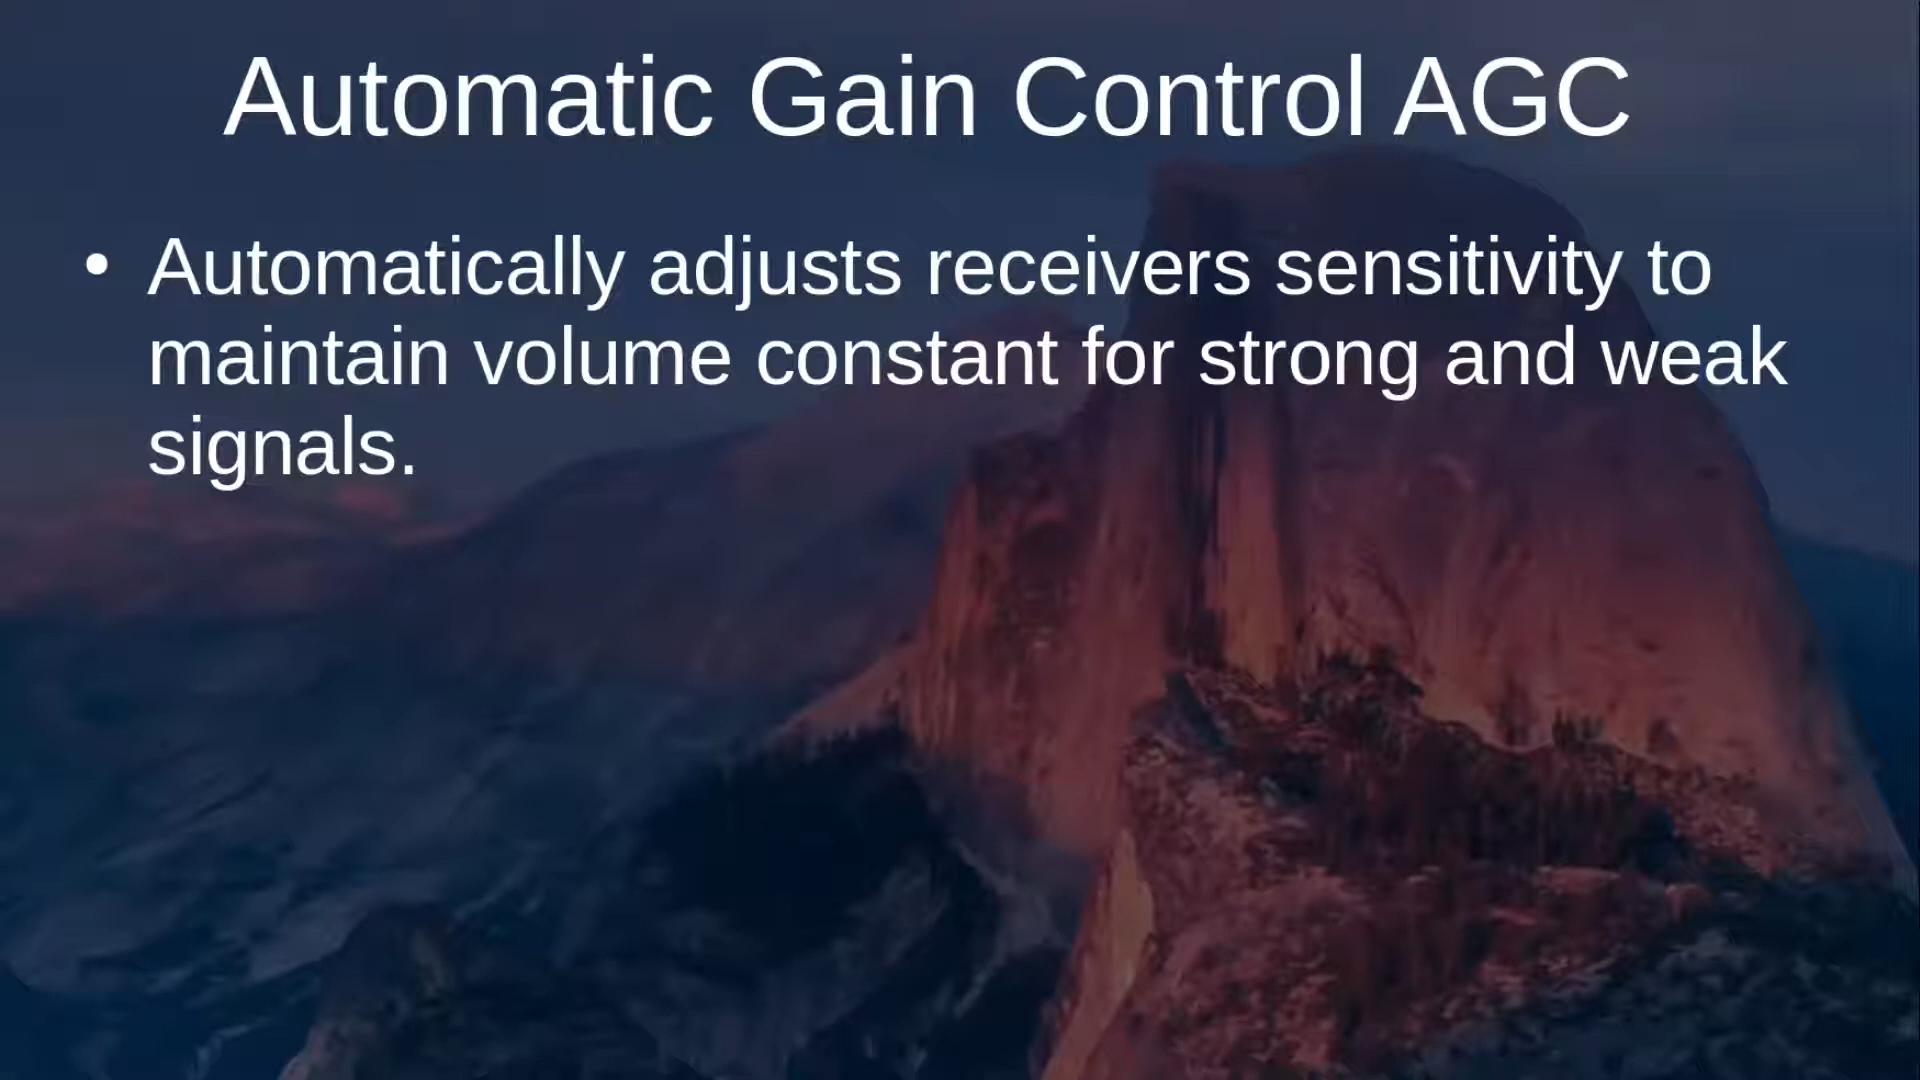 Automatic Gain Control AGC
• Automatically adjusts receivers sensitivity to
maintain volume constant for strong and weak
signals.